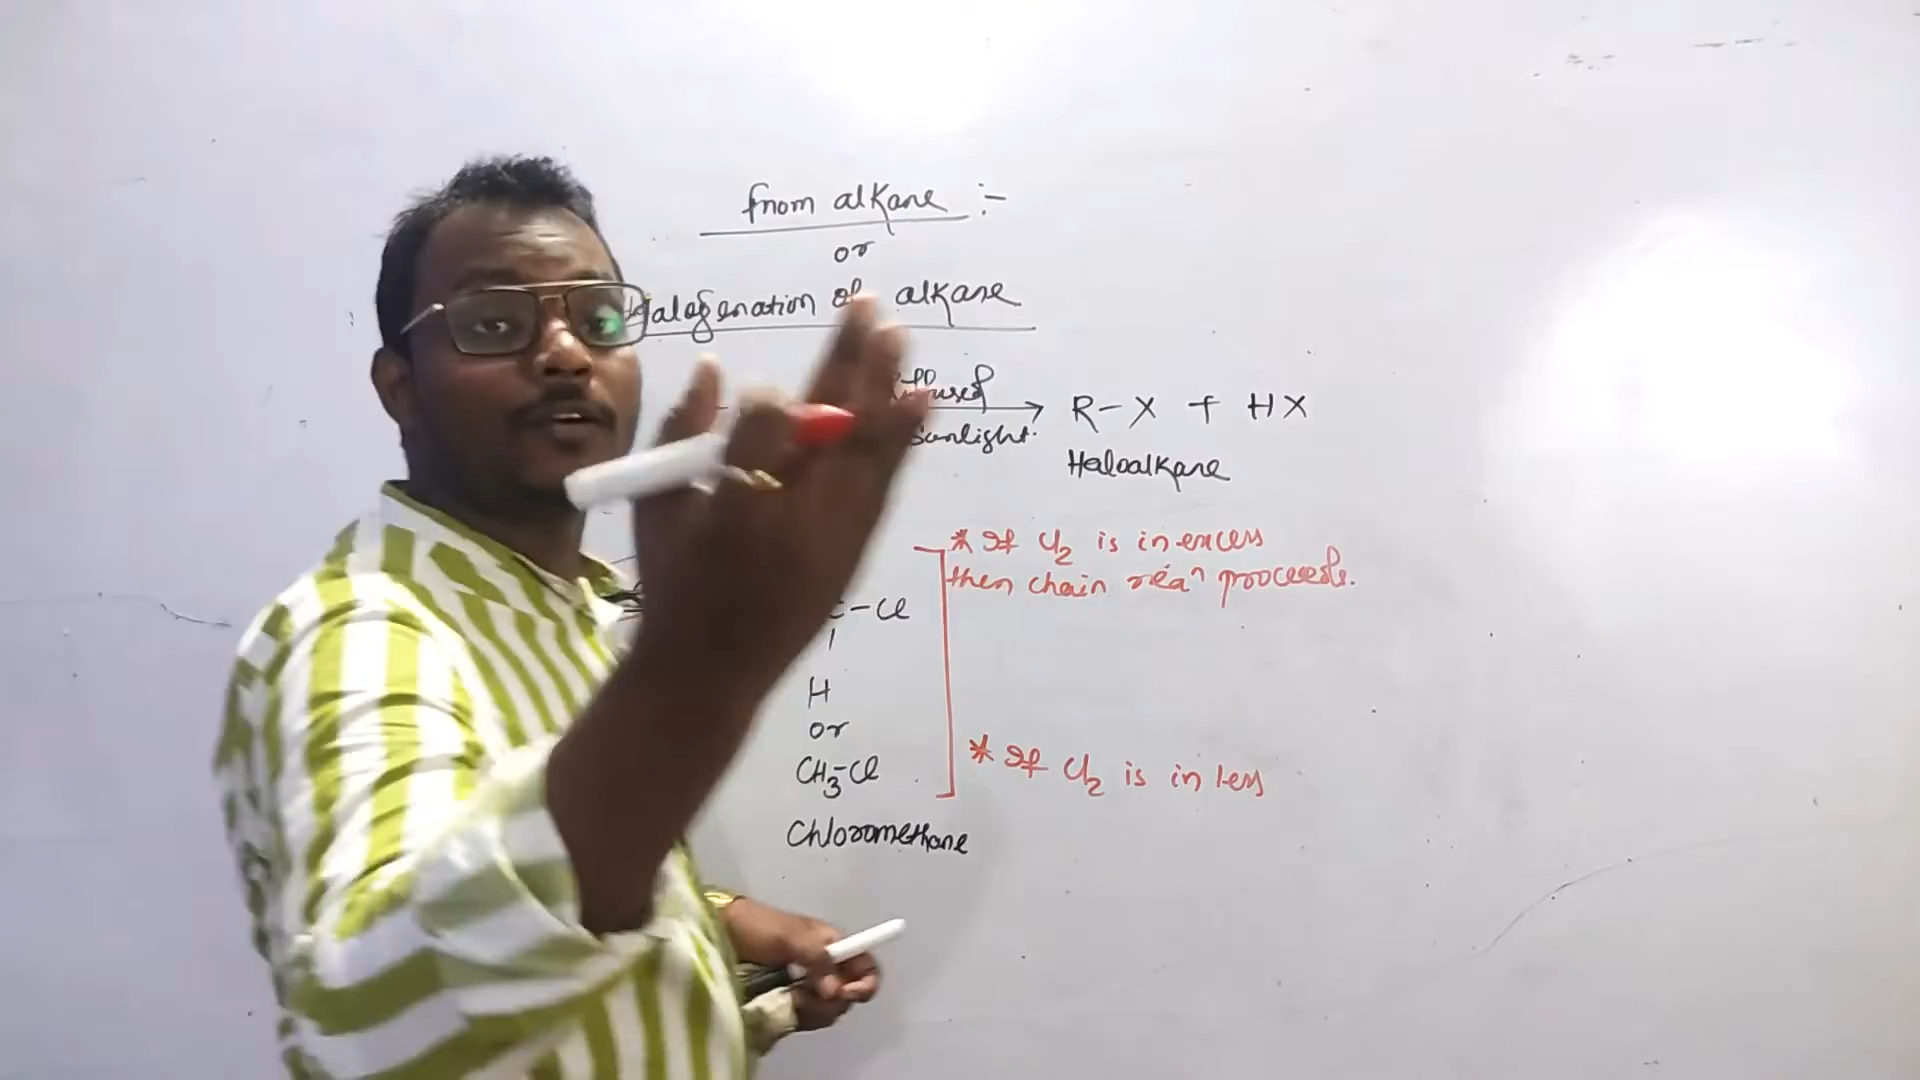 from alkane :-
or
Halogenation of alkane
diffused
Sunlight.
R-X + HX
Haloalkane
* If Cl2 is in excess
then chain reaⁿ proceeds.
C-Cl
H
or
CH3-Cl
* If Cl2 is in less
Chloromethane